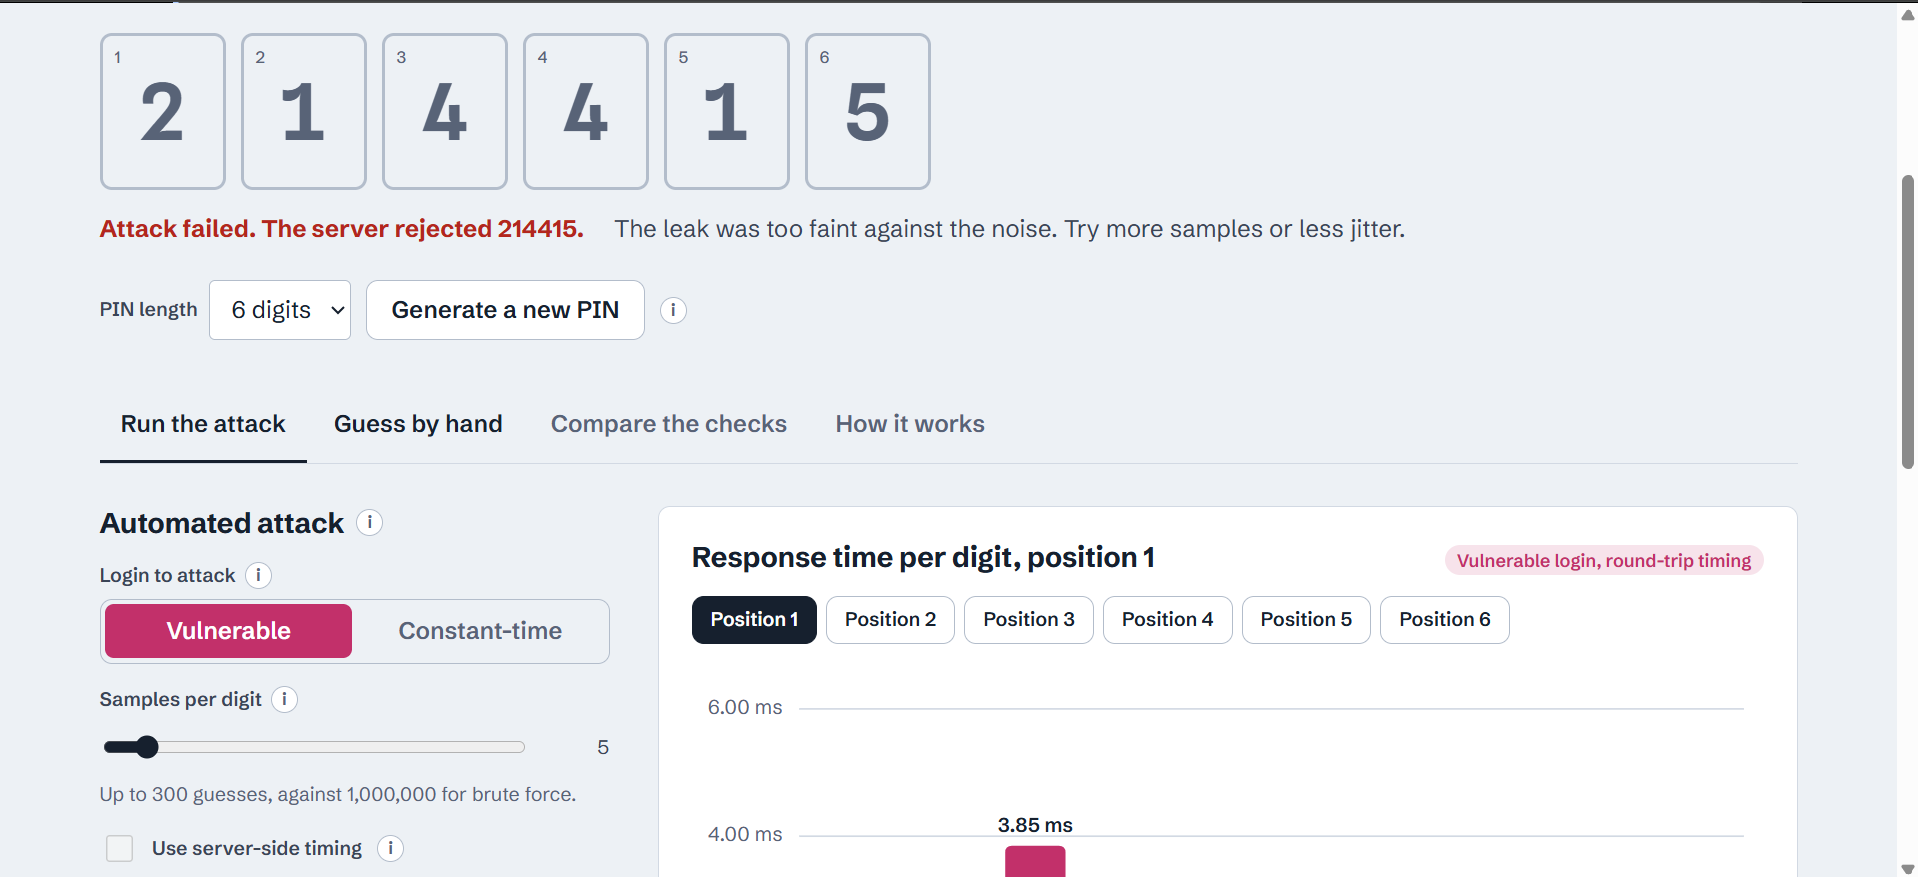 1 2 3 4 5 6
2 1 4 4 1 5
Attack failed. The server rejected 214415. The leak was too faint against the noise. Try more samples or less jitter.
PIN length 6 digits Generate a new PIN i
Run the attack Guess by hand Compare the checks How it works
Automated attack i
Login to attack i
Vulnerable Constant-time
Samples per digit i
5
Up to 300 guesses, against 1,000,000 for brute force.
Use server-side timing i
Response time per digit, position 1 Vulnerable login, round-trip timing
Position 1 Position 2 Position 3 Position 4 Position 5 Position 6
6.00 ms
3.85 ms
4.00 ms